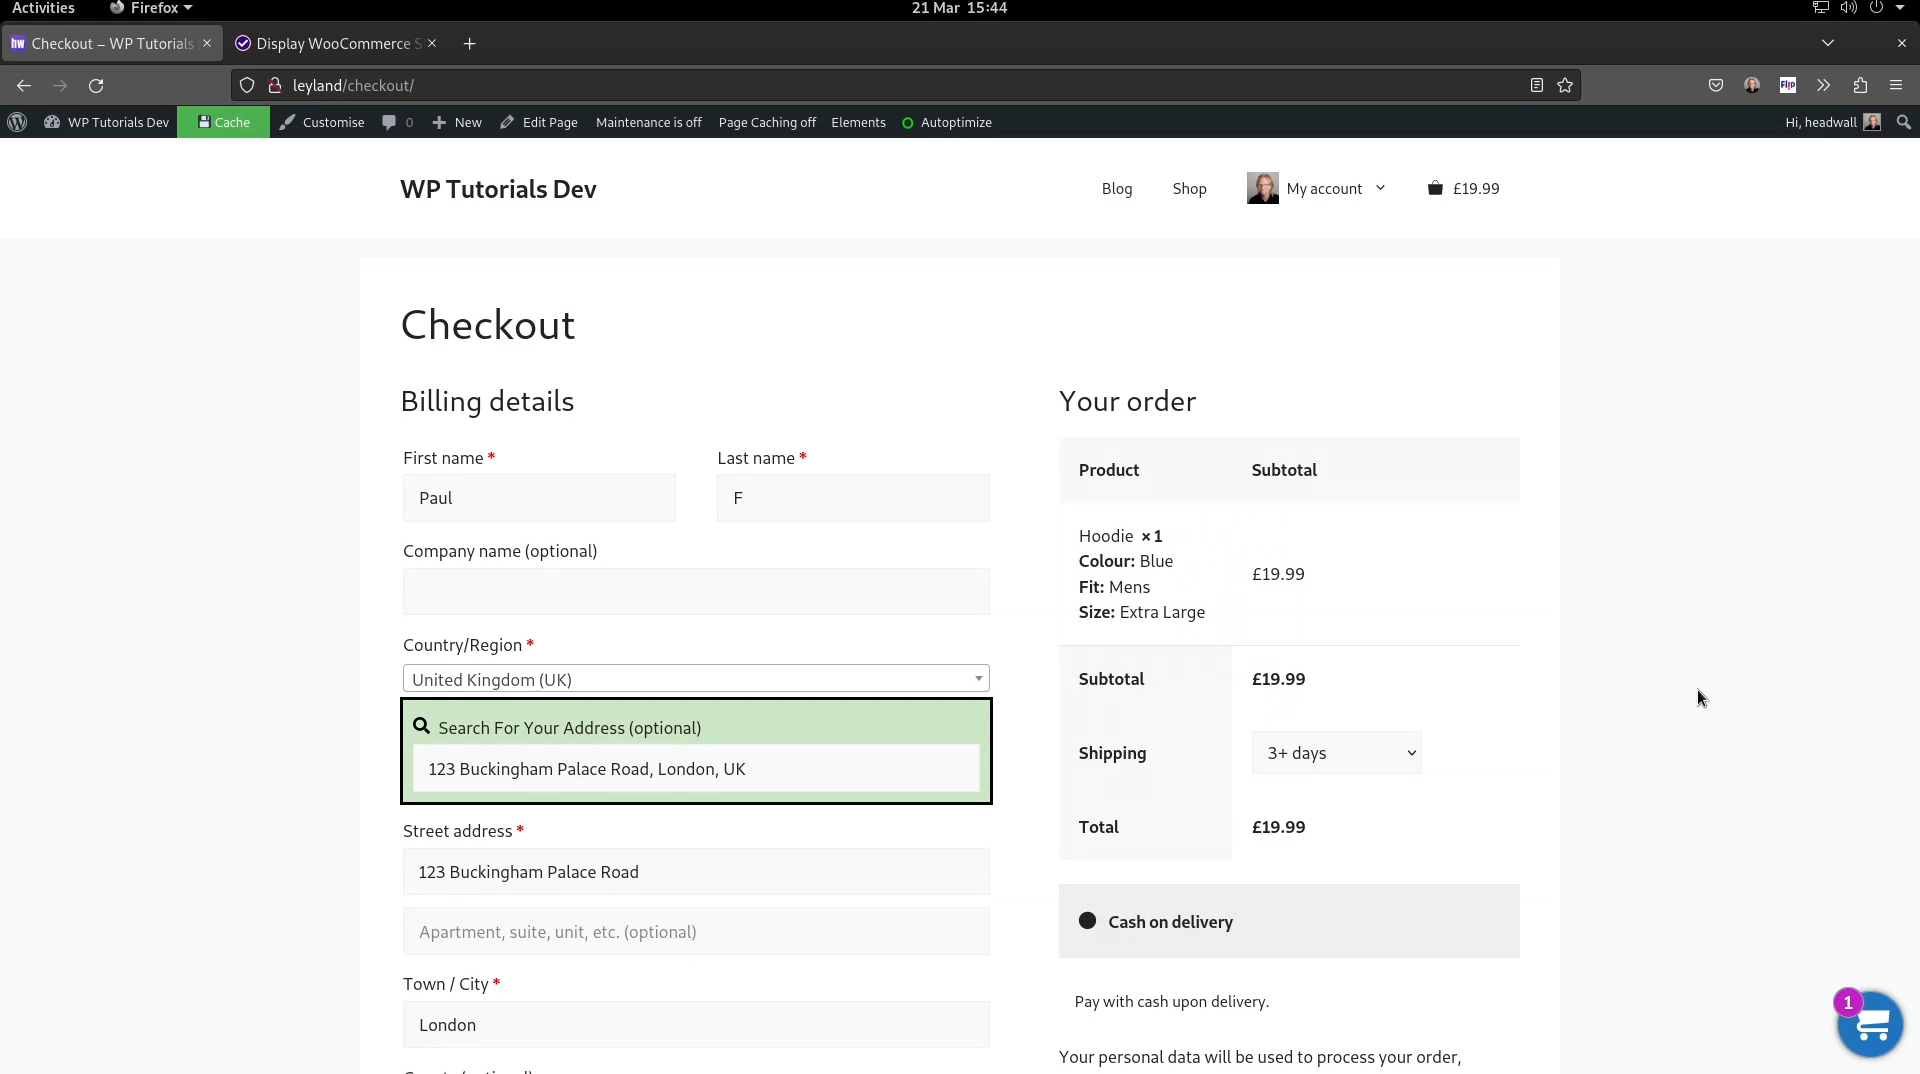 Activities Firefox 21 Mar 15:44
hw Checkout – WP Tutorials Display WooCommerce S
leyland/checkout/ Flip
WP Tutorials Dev Cache Customise 0 New Edit Page Maintenance is off Page Caching off Elements Autoptimize Hi, headwall
WP Tutorials Dev Blog Shop My account £19.99
Checkout
Billing details
First name * Last name *
Paul F
Company name (optional)
Country/Region *
United Kingdom (UK)
Search For Your Address (optional)
123 Buckingham Palace Road, London, UK
Street address *
123 Buckingham Palace Road
Apartment, suite, unit, etc. (optional)
Town / City *
London
Your order
Product Subtotal
Hoodie × 1
Colour: Blue
Fit: Mens
Size: Extra Large
£19.99
Subtotal £19.99
Shipping 3+ days
Total £19.99
Cash on delivery
Pay with cash upon delivery.
Your personal data will be used to process your order,
1